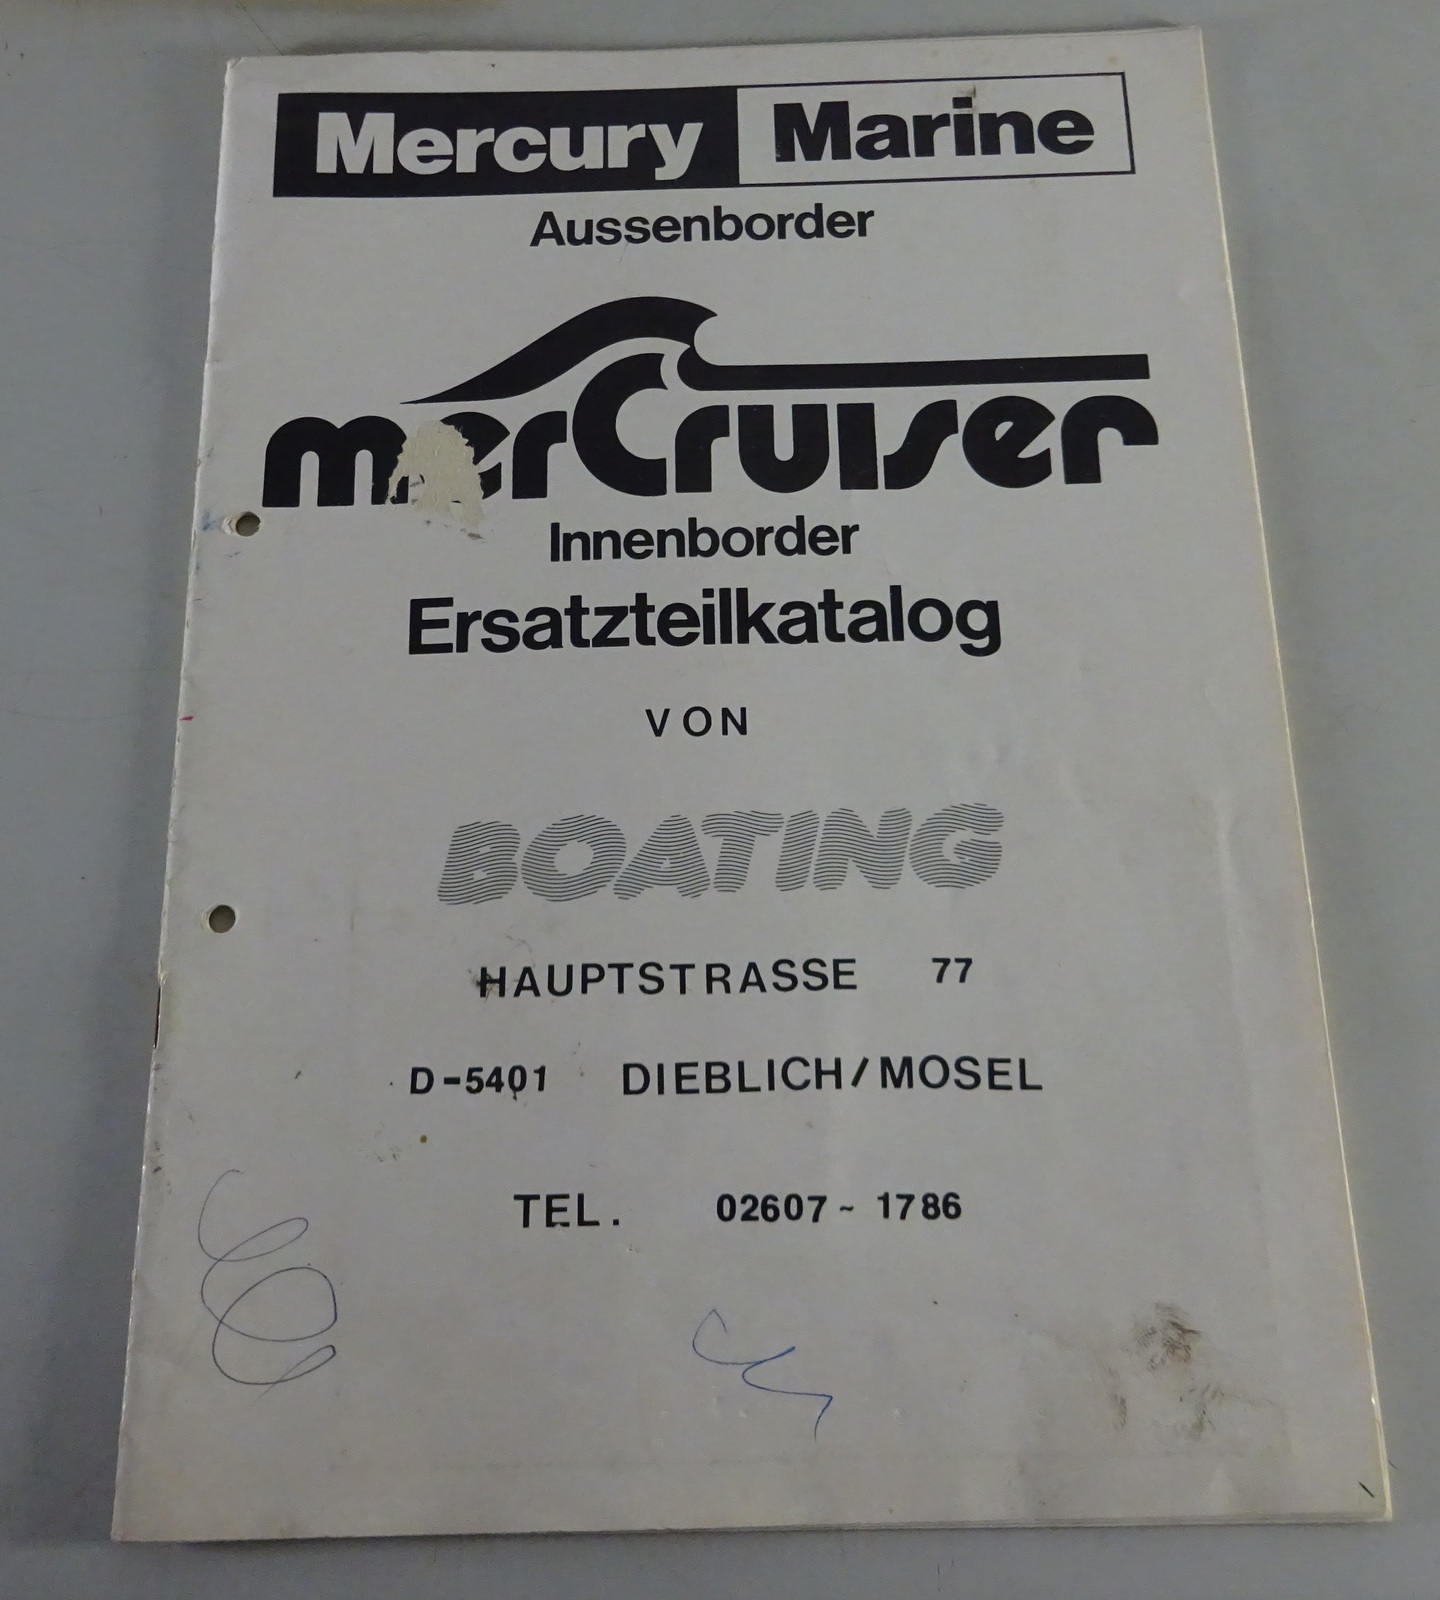 Mercury Marine
Aussenborder
merCruiser
Innenborder
Ersatzteilkatalog
VON
BOATING
HAUPTSTRASSE 77
D-5401 DIEBLICH/MOSEL
TEL. 02607~ 1786